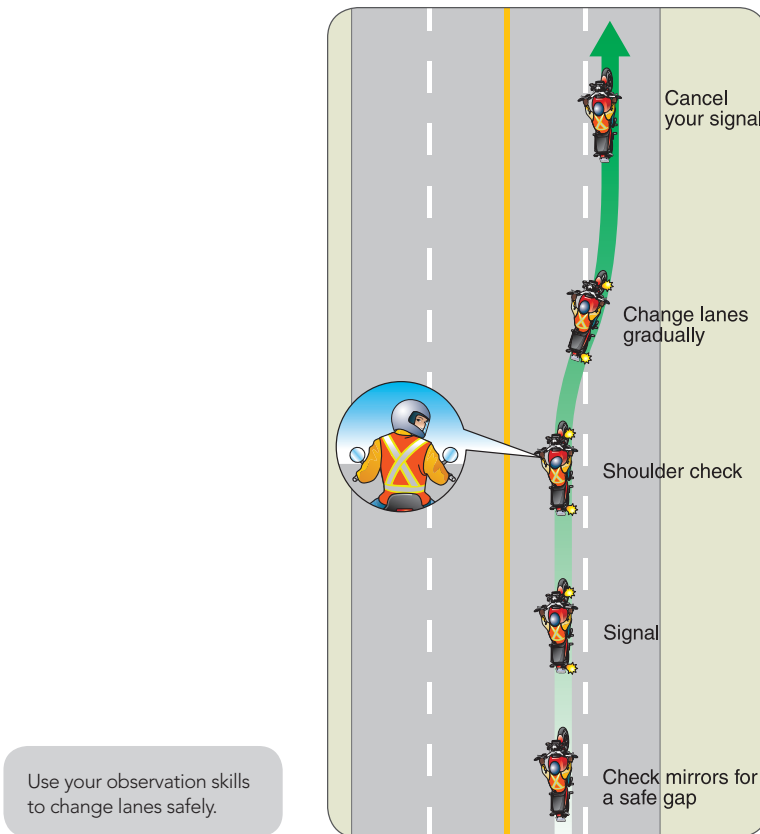 Cancel
your signal
Change lanes
gradually
Shoulder check
Signal
Check mirrors for
a safe gap
Use your observation skills
to change lanes safely.